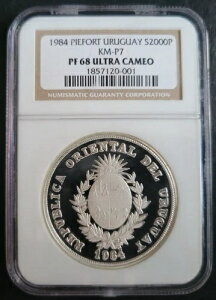 1984 PIEFORT URUGUAY S2000P
KM-P7
PF 68 ULTRA CAMEO
1857120-001
NUMISMATIC GUARANTY CORPORATION
REPUBLICA ORIENTAL DEL URUGUAY
1984